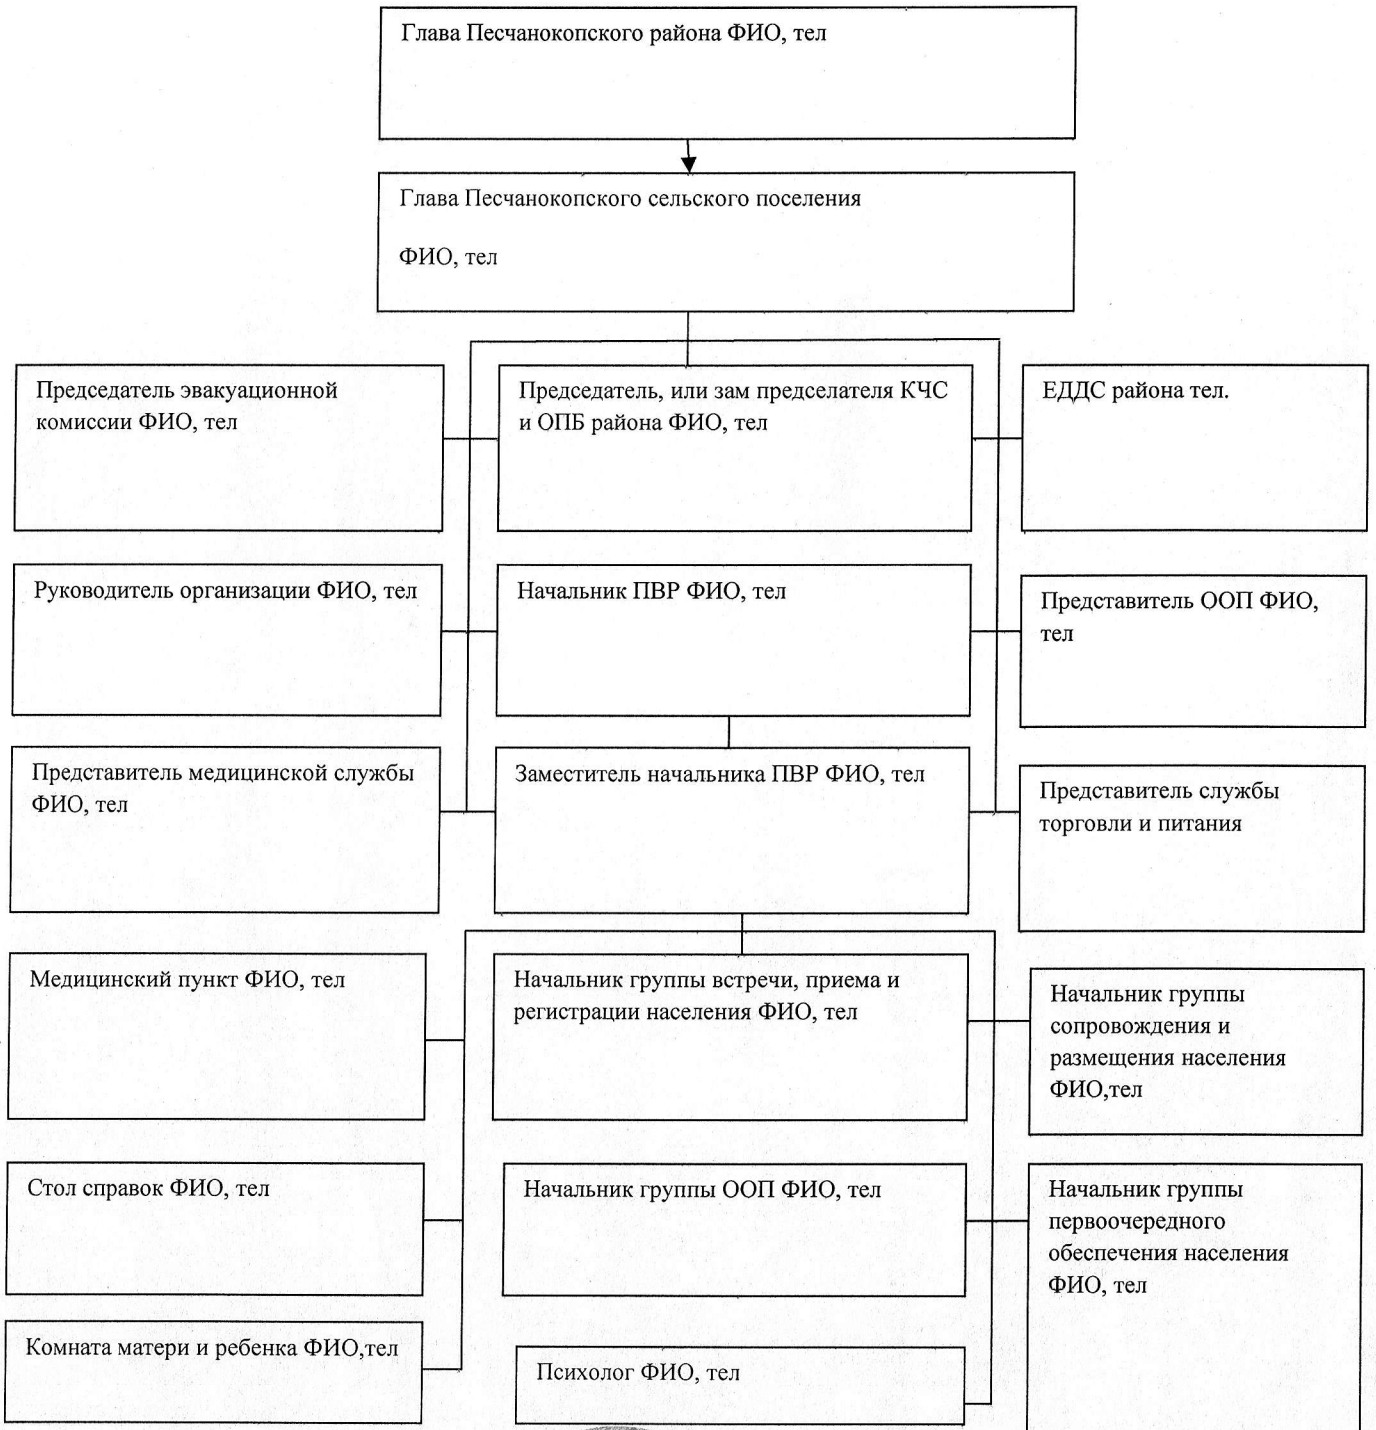 Глава Песчанокопского района ФИО, тел
Глава Песчанокопского сельского поселения
ФИО, тел
Председатель эвакуационной
комиссии ФИО, тел
Председатель, или зам преде��лателя КЧС
и ОПБ района ФИО, тел
ЕДДС района тел.
Руководитель организации ФИО, тел
Начальник ПВР ФИО, тел
Представитель ООП ФИО,
тел
Представитель медицинской службы
ФИО, тел
Заместитель начальника ПВР ФИО, тел
Представитель службы
торговли и питания
Медицинский пункт ФИО, тел
Начальник группы встречи, приема и
регистрации населения ФИО, тел
Начальник группы
сопровождения и
размещения населения
ФИО,тел
Стол справок ФИО, тел
Начальник группы ООП ФИО, тел
Начальник группы
первоочередного
обеспечения населения
ФИО, тел
Комната матери и ребенка ФИО,тел
Психолог ФИО, тел